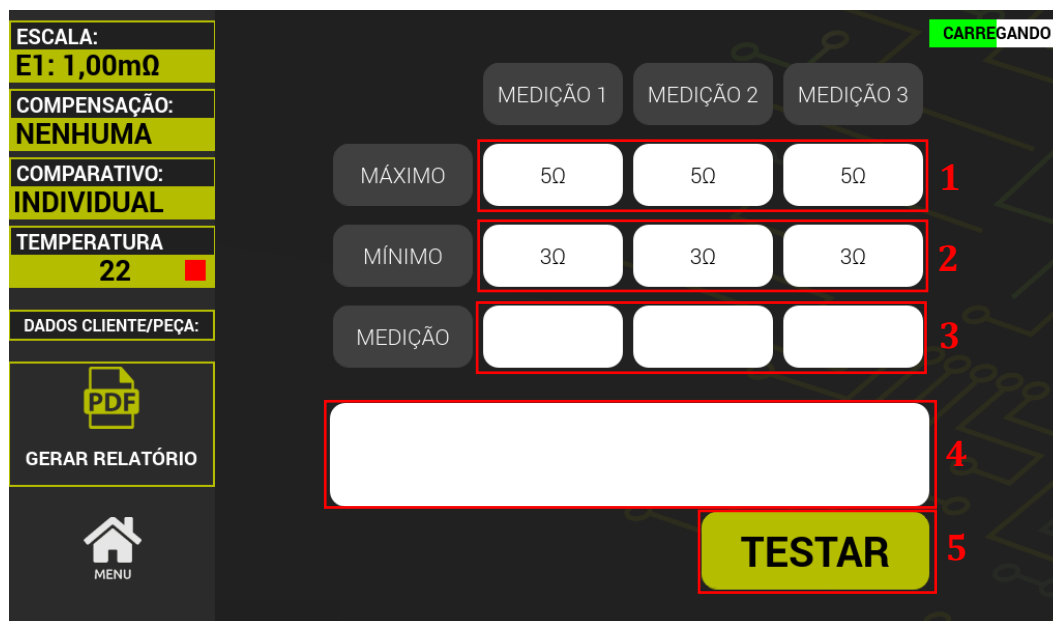 ESCALA:
E1: 1,00mΩ
COMPENSAÇÃO:
NENHUMA
COMPARATIVO:
INDIVIDUAL
TEMPERATURA
22
DADOS CLIENTE/PEÇA:
PDF
GERAR RELATÓRIO
MENU
CARREGANDO
MEDIÇÃO 1 MEDIÇÃO 2 MEDIÇÃO 3
MÁXIMO 5Ω 5Ω 5Ω 1
MÍNIMO 3Ω 3Ω 3Ω 2
MEDIÇÃO 3
4
TESTAR 5